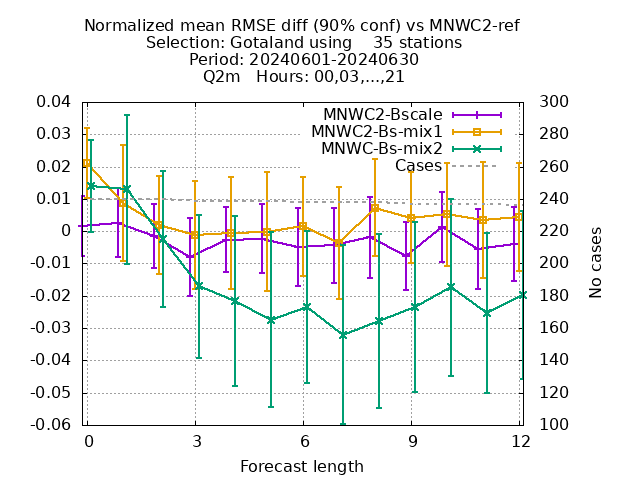 Normalized mean RMSE diff (90% conf) vs MNWC2-ref
Selection: Gotaland using    35 stations
Period: 20240601-20240630
Q2m   Hours: 00,03,...,21
MNWC2-Bscale
MNWC2-Bs-mix1
MNWC-Bs-mix2
Cases
0.04
0.03
0.02
0.01
0
-0.01
-0.02
-0.03
-0.04
-0.05
-0.06
300
280
260
240
220
200
180
160
140
120
100
No cases
0 3 6 9 12
Forecast length